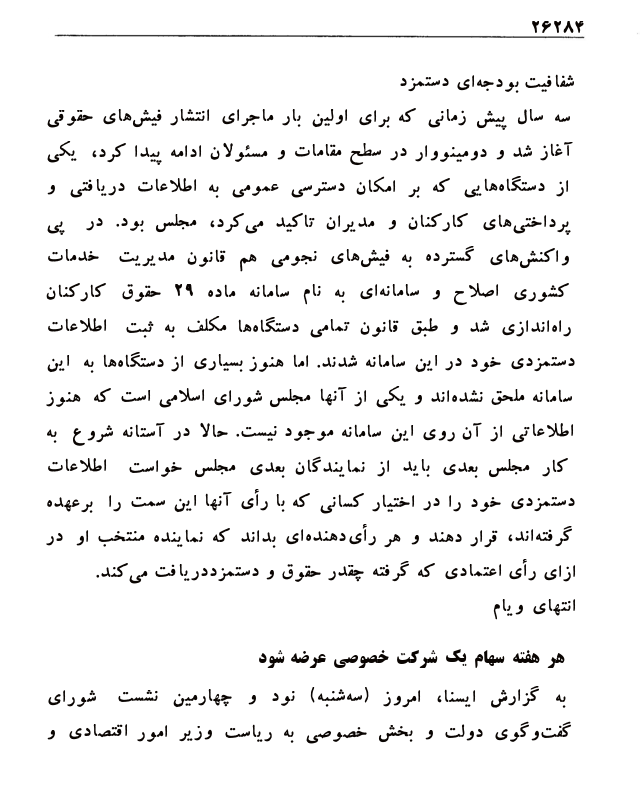 ۲۶۲۸۴
شفافیت بودجه‌ای دستمزد
سه سال پیش زمانی که برای اولین بار ماجرای انتشار فیش‌های حقوقی
آغاز شد و دومینووار در سطح مقامات و مسئولان ادامه پیدا کرد، یکی
از دستگاه‌هایی که بر امکان دسترسی عمومی به اطلاعات دریافتی و
پرداختی‌های کارکنان و مدیران تاکید می‌کرد، مجلس بود. در پی
واکنش‌های گسترده به فیش‌های نجومی هم قانون مدیریت خدمات
کشوری اصلاح و سامانه‌ای به نام سامانه ماده ۲۹ حقوق کارکنان
راه‌اندازی شد و طبق قانون تمامی دستگاه‌ها مکلف به ثبت اطلاعات
دستمزدی خود در این سامانه شدند. اما هنوز بسیاری از دستگاه‌ها به این
سامانه ملحق نشده‌اند و یکی از آنها مجلس شورای اسلامی است که هنوز
اطلاعاتی از آن روی این سامانه موجود نیست. حالا در آستانه شروع به
کار مجلس بعدی باید از نمایندگان بعدی مجلس خواست اطلاعات
دستمزدی خود را در اختیار کسانی که با رأی آنها این سمت را برعهده
گرفته‌اند، قرار دهند و هر رأی‌دهنده‌ای بداند که نماینده منتخب او در
ازای رأی اعتمادی که گرفته چقدر حقوق و دستمزددریافت می‌کند.
انتهای ویام
هر هفته سهام یک شرکت خصوصی عرضه شود
به گزارش ایسنا، امروز (سه‌شنبه) نود و چهارمین نشست شورای
گفت‌وگوی دولت و بخش خصوصی به ریاست وزیر امور اقتصادی و